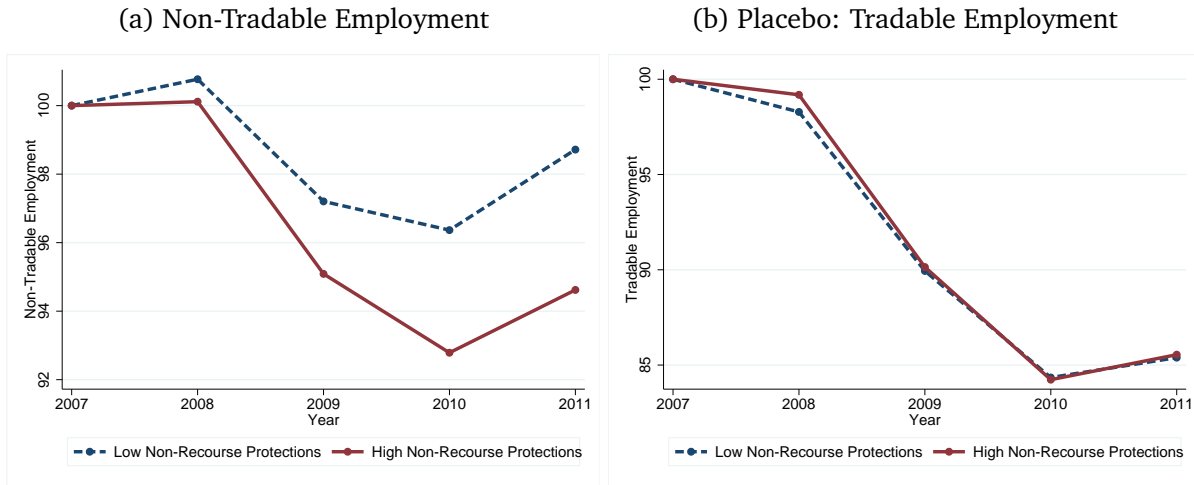 (a) Non-Tradable Employment
Non-Tradable Employment
100
98
96
94
92
2007 2008 2009 2010 2011
Year
Low Non-Recourse Protections High Non-Recourse Protections
(b) Placebo: Tradable Employment
Tradable Employment
100
95
90
85
2007 2008 2009 2010 2011
Year
Low Non-Recourse Protections High Non-Recourse Protections